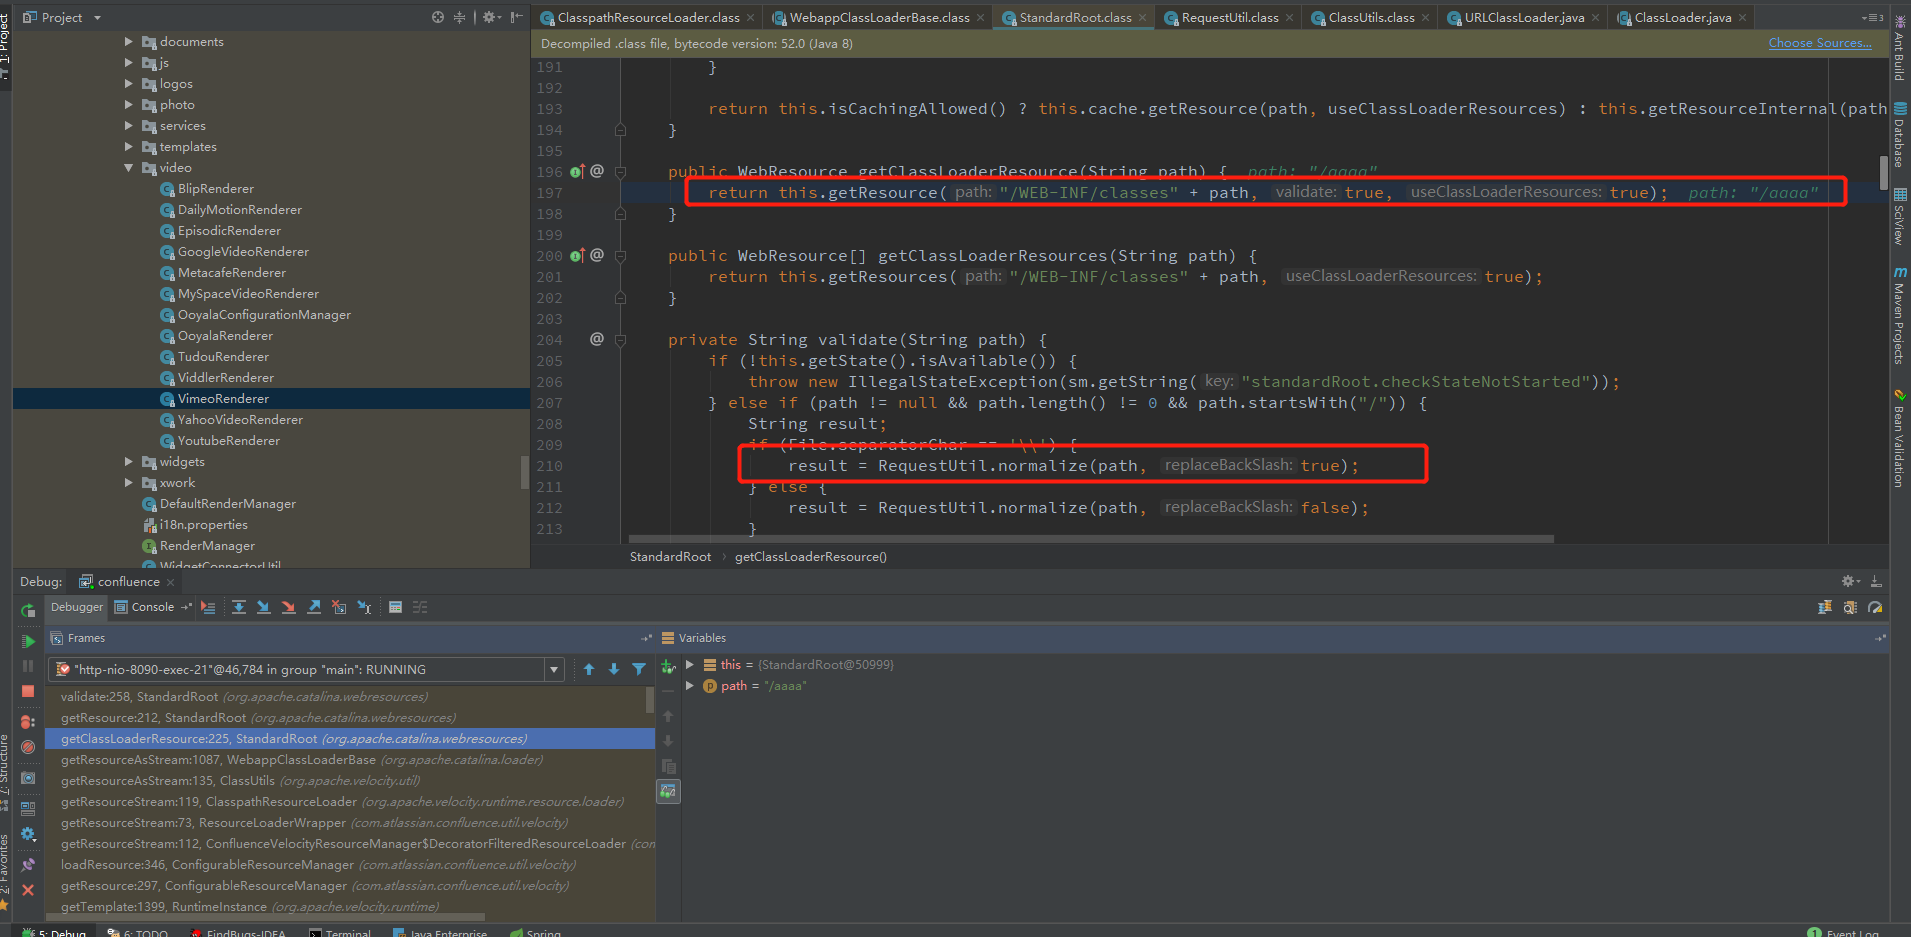 Project
ClasspathResourceLoader.class
WebappClassLoaderBase.class
StandardRoot.class
RequestUtil.class
ClassUtils.class
URLClassLoader.java
ClassLoader.java
Decompiled .class file, bytecode version: 52.0 (Java 8)
Choose Sources...
documents
js
logos
photo
services
templates
video
BlipRenderer
DailyMotionRenderer
EpisodicRenderer
GoogleVideoRenderer
MetacafeRenderer
MySpaceVideoRenderer
OoyalaConfigurationManager
OoyalaRenderer
TudouRenderer
ViddlerRenderer
VimeoRenderer
YahooVideoRenderer
YoutubeRenderer
widgets
xwork
DefaultRenderManager
i18n.properties
RenderManager
WidgetConnectorUtil
191 }
192
193 return this.isCachingAllowed() ? this.cache.getResource(path, useClassLoaderResources) : this.getResourceInternal(path
194 }
195
196 public WebResource getClassLoaderResource(String path) { path: "/aaaa"
197 return this.getResource( path: "/WEB-INF/classes" + path, validate: true, useClassLoaderResources: true); path: "/aaaa"
198 }
199
200 public WebResource[] getClassLoaderResources(String path) {
201 return this.getResources( path: "/WEB-INF/classes" + path, useClassLoaderResources: true);
202 }
203
204 private String validate(String path) {
205 if (!this.getState().isAvailable()) {
206 throw new IllegalStateException(sm.getString( key: "standardRoot.checkStateNotStarted"));
207 } else if (path != null && path.length() != 0 && path.startsWith("/")) {
208 String result;
209 if (File.separatorChar == '\\') {
210 result = RequestUtil.normalize(path, replaceBackSlash: true);
211 } else {
212 result = RequestUtil.normalize(path, replaceBackSlash: false);
213 }
StandardRoot › getClassLoaderResource()
1: Project
7: Structure
2: Favorites
Ant Build
Database
SciView
Maven Projects
Bean Validation
Debug: confluence
Debugger Console
Frames
Variables
"http-nio-8090-exec-21"@46,784 in group "main": RUNNING
validate:258, StandardRoot (org.apache.catalina.webresources)
getResource:212, StandardRoot (org.apache.catalina.webresources)
getClassLoaderResource:225, StandardRoot (org.apache.catalina.webresources)
getResourceAsStream:1087, WebappClassLoaderBase (org.apache.catalina.loader)
getResourceAsStream:135, ClassUtils (org.apache.velocity.util)
getResourceStream:119, ClasspathResourceLoader (org.apache.velocity.runtime.resource.loader)
getResourceStream:73, ResourceLoaderWrapper (com.atlassian.confluence.util.velocity)
getResourceStream:112, ConfluenceVelocityResourceManager$DecoratorFilteredResourceLoader (con
loadResource:346, ConfigurableResourceManager (com.atlassian.confluence.util.velocity)
getResource:297, ConfigurableResourceManager (com.atlassian.confluence.util.velocity)
getTemplate:1399, RuntimeInstance (org.apache.velocity.runtime)
this = {StandardRoot@50999}
path = "/aaaa"
5: Debug
6: TODO
FindBugs-IDEA
Terminal
Java Enterprise
Spring
1 Event Log